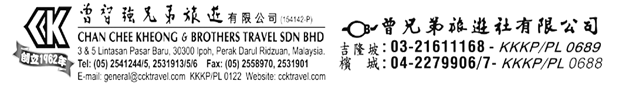 CK
創立1962年
曾智強兄弟旅遊有限公司 (154142-P)
CHAN CHEE KHEONG & BROTHERS TRAVEL SDN BHD
3 & 5 Lintasan Pasar Baru, 30300 Ipoh, Perak Darul Ridzuan, Malaysia.
Tel: (05) 2541244/5, 2531913/5/6 Fax: (05) 2558970, 2531901
E-mail: general@ccktravel.com KKKP/PL 0122 Website: ccktravel.com
曾兄弟旅遊社有限公司
吉隆坡: 03-21611168 - KKKP/PL 0689
檳 城: 04-2279906/7- KKKP/PL 0688